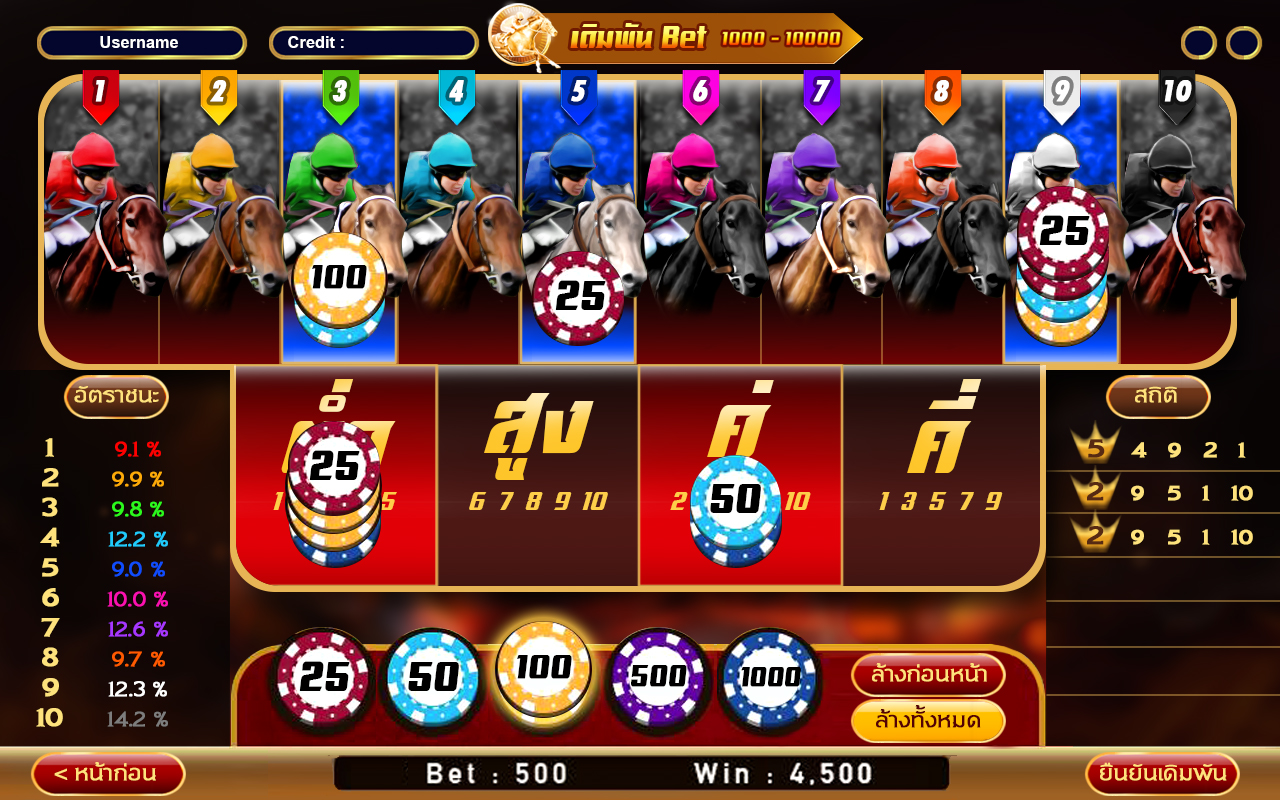 Username
Credit :
เดิมพัน Bet 1000 - 10000
1 2 3 4 5 6 7 8 9 10
100
25
25
อัตราชนะ
1 9.1 %
2 9.9 %
3 9.8 %
4 12.2 %
5 9.0 %
6 10.0 %
7 12.6 %
8 9.7 %
9 12.3 %
10 14.2 %
25
1 5
สูง
6 7 8 9 10
คู่
50
2 10
คี่
1 3 5 7 9
สถิติ
5 4 9 2 1
2 9 5 1 10
2 9 5 1 10
25 50 100 500 1000
ล้างก่อนหน้า
ล้างทั้งหมด
< หน้าก่อน
Bet : 500
Win : 4,500
ยืนยันเดิมพัน